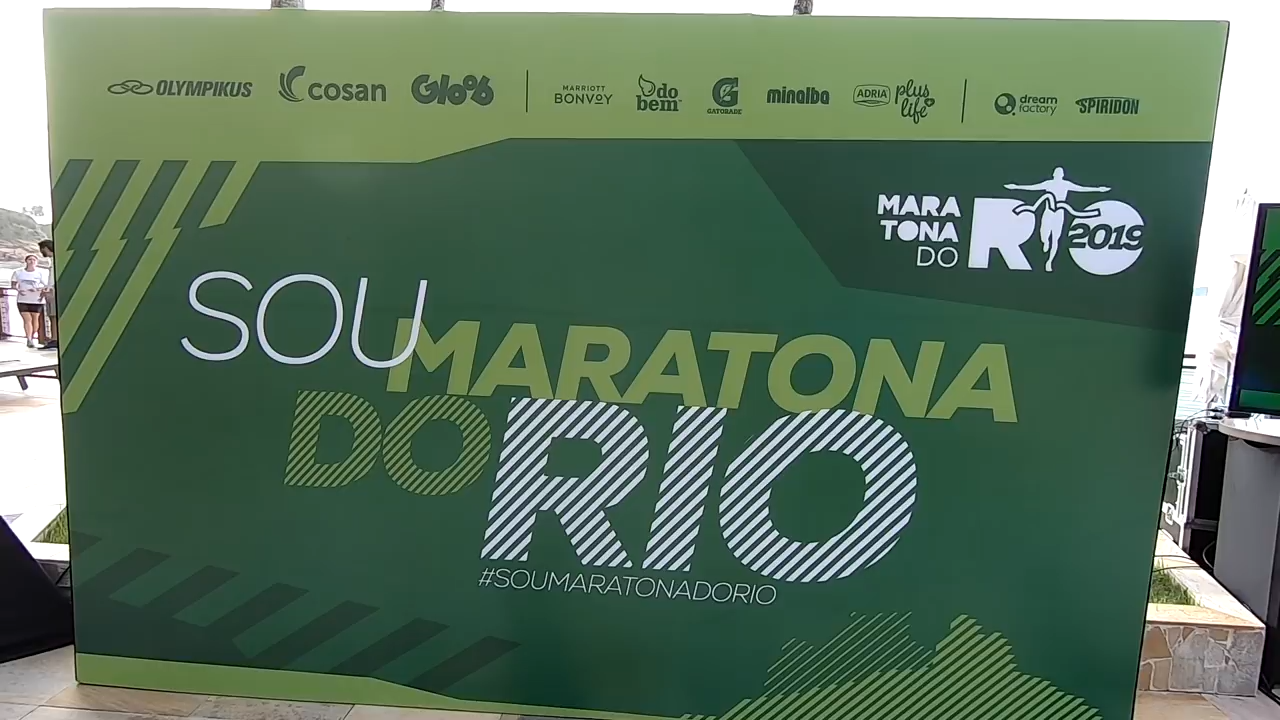 OLYMPIKUS cosan Glo% MARRIOTT BONVOY do bem G GATORADE minalba ADRIA plus life dream factory SPIRIDON
MARA
TONA
DO RIO 2019
SOU MARATONA
DO RIO
#SOUMARATONADORIO